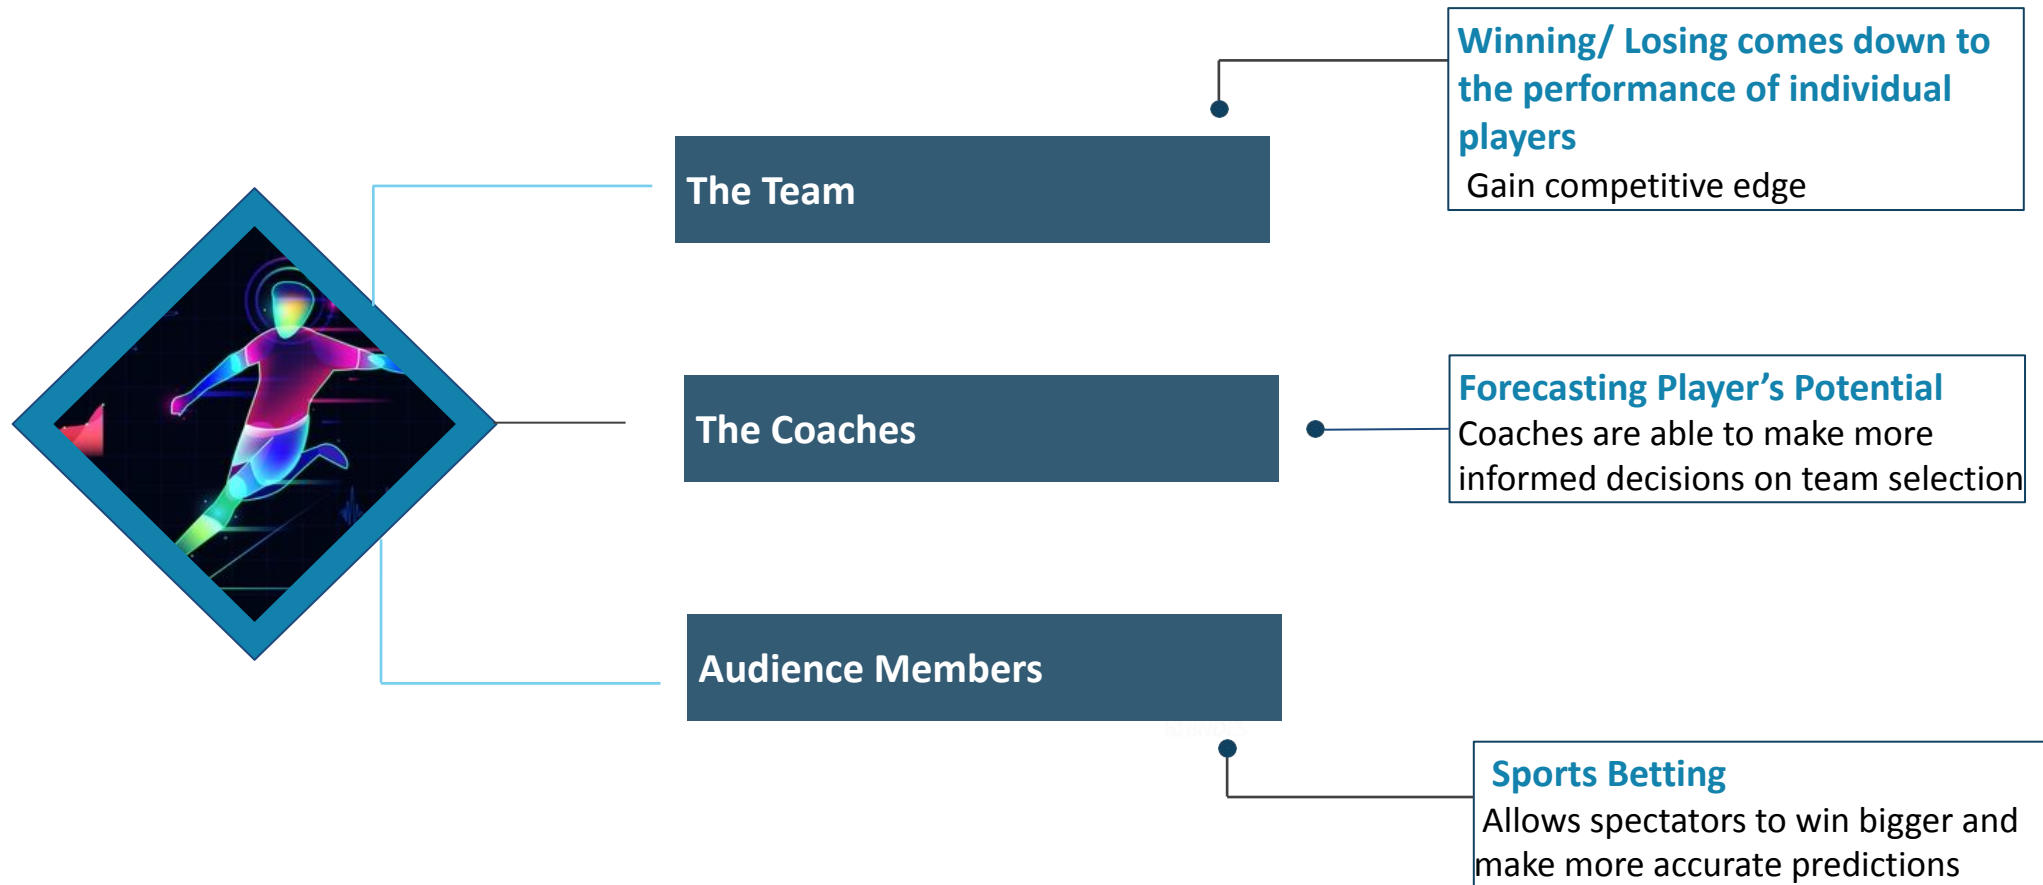 Winning/ Losing comes down to
the performance of individual
players
Gain competitive edge
The Team
Forecasting Player’s Potential
Coaches are able to make more
informed decisions on team selection
The Coaches
Audience Members
Sports Betting
Allows spectators to win bigger and
make more accurate predictions